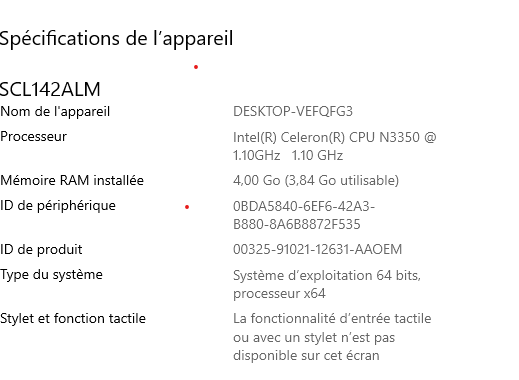 Spécifications de l’appareil
SCL142ALM
Nom de l'appareil DESKTOP-VEFQFG3
Processeur Intel(R) Celeron(R) CPU N3350 @
1.10GHz 1.10 GHz
Mémoire RAM installée 4,00 Go (3,84 Go utilisable)
ID de périphérique 0BDA5840-6EF6-42A3-
B880-8A6B8872F535
ID de produit 00325-91021-12631-AAOEM
Type du système Système d’exploitation 64 bits,
processeur x64
Stylet et fonction tactile La fonctionnalité d’entrée tactile
ou avec un stylet n’est pas
disponible sur cet écran